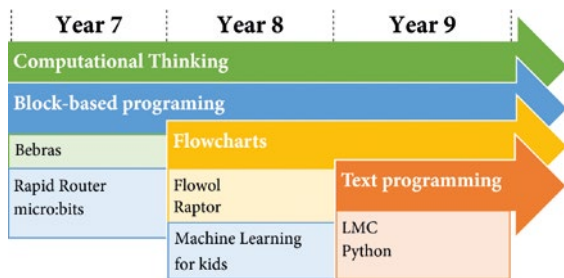 Year 7 Year 8 Year 9
Computational Thinking
Block-based programing
Bebras
Rapid Router
micro:bits
Flowcharts
Flowol
Raptor
Machine Learning
for kids
Text programming
LMC
Python